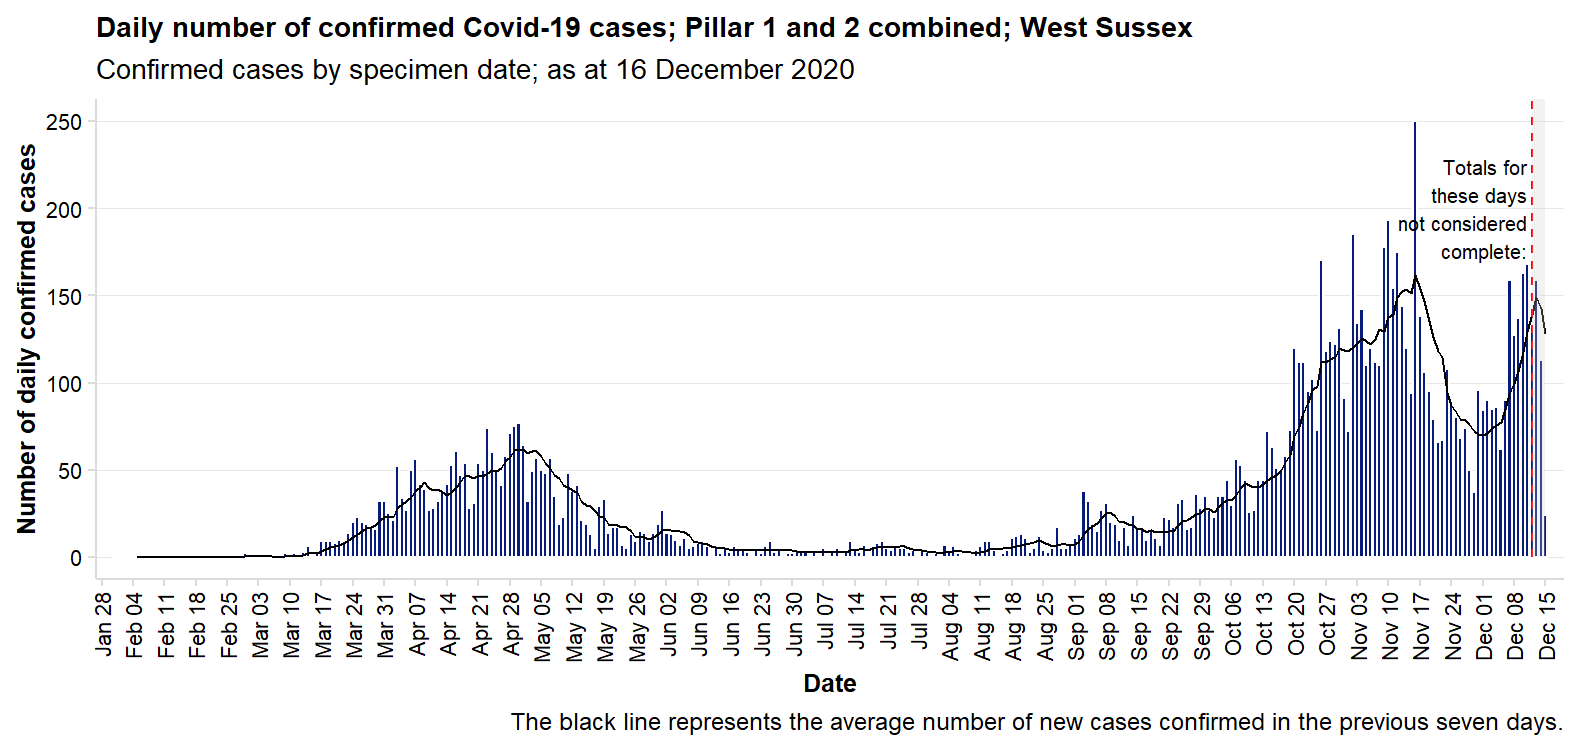 Daily number of confirmed Covid-19 cases; Pillar 1 and 2 combined; West Sussex
Confirmed cases by specimen date; as at 16 December 2020
Number of daily confirmed cases
250
200
150
100
50
0
Totals for
these days
not considered
complete:
Jan 28
Feb 04
Feb 11
Feb 18
Feb 25
Mar 03
Mar 10
Mar 17
Mar 24
Mar 31
Apr 07
Apr 14
Apr 21
Apr 28
May 05
May 12
May 19
May 26
Jun 02
Jun 09
Jun 16
Jun 23
Jun 30
Jul 07
Jul 14
Jul 21
Jul 28
Aug 04
Aug 11
Aug 18
Aug 25
Sep 01
Sep 08
Sep 15
Sep 22
Sep 29
Oct 06
Oct 13
Oct 20
Oct 27
Nov 03
Nov 10
Nov 17
Nov 24
Dec 01
Dec 08
Dec 15
Date
The black line represents the average number of new cases confirmed in the previous seven days.